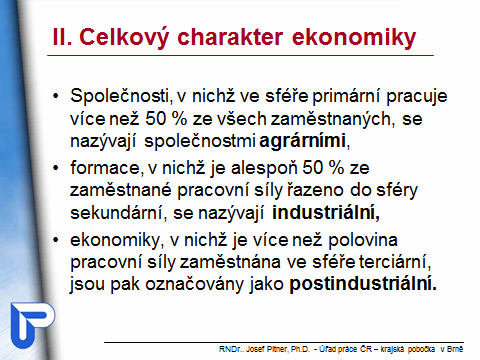 II. Celkový charakter ekonomiky
• Společnosti, v nichž ve sféře primární pracuje
více než 50 % ze všech zaměstnaných, se
nazývají společnostmi agrárními,
• formace, v nichž je alespoň 50 % ze
zaměstnané pracovní síly řazeno do sféry
sekundární, se nazývají industriální,
• ekonomiky, v nichž je více než polovina
pracovní síly zaměstnána ve sféře terciární,
jsou pak označovány jako postindustriální.
RNDr.. Josef Pitner, Ph.D. - Úřad práce ČR – krajská pobočka v Brně